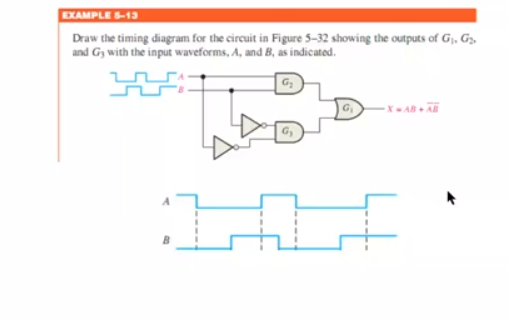 EXAMPLE 5–13
Draw the timing diagram for the circuit in Figure 5–32 showing the outputs of G₁, G₂,
and G₃ with the input waveforms, A, and B, as indicated.
A
B
G₂
G₁
X = AB + A̅B̅
G₃
A
B